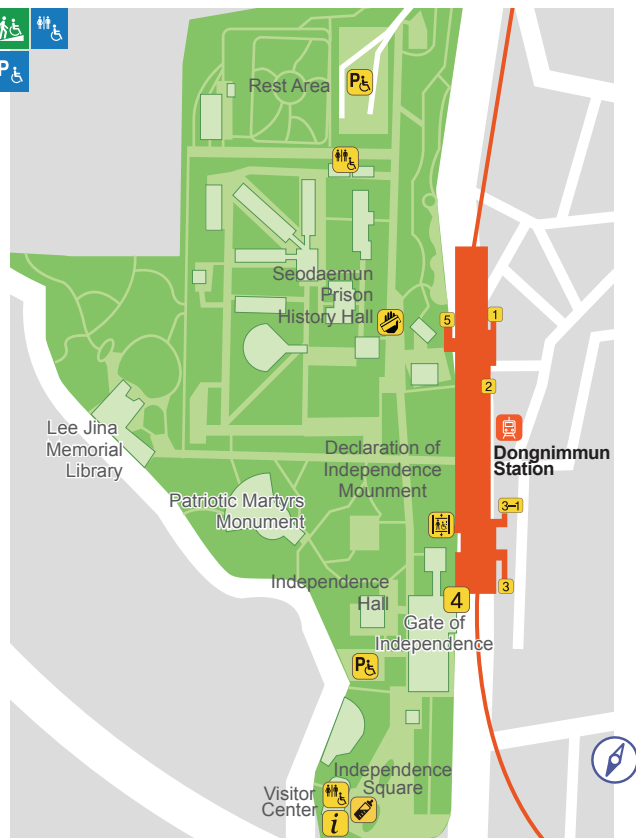 P
Rest Area
P
Seodaemun
Prison
History Hall
5
1
2
Lee Jina
Memorial
Library
Declaration of
Independence
Mounment
Dongnimmun
Station
Patriotic Martyrs
Monument
3–1
Independence
Hall
3
4
Gate of
Independence
P
Independence
Square
Visitor
Center
i